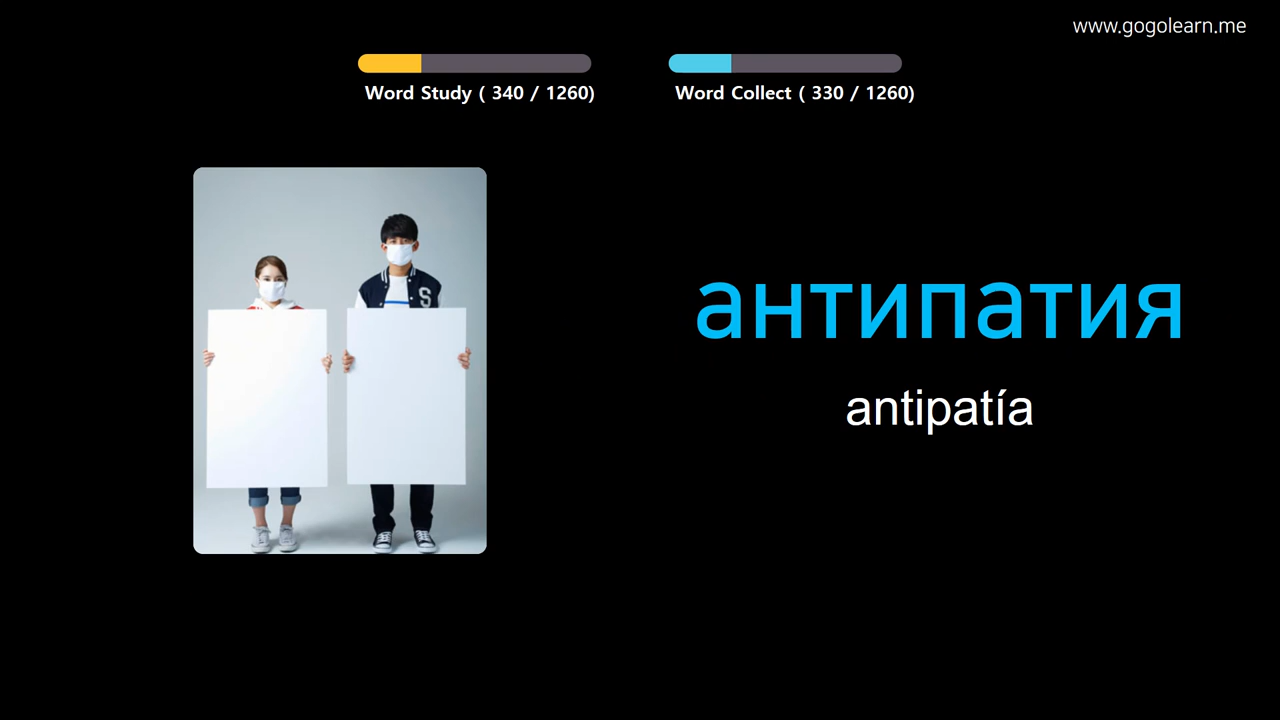 www.gogolearn.me
Word Study ( 340 / 1260)
Word Collect ( 330 / 1260)
S
антипатия
antipatía